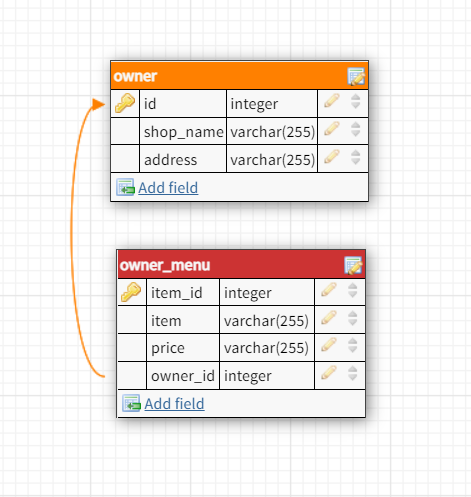 owner
id integer
shop_name varchar(255)
address varchar(255)
Add field
owner_menu
item_id integer
item varchar(255)
price varchar(255)
owner_id integer
Add field